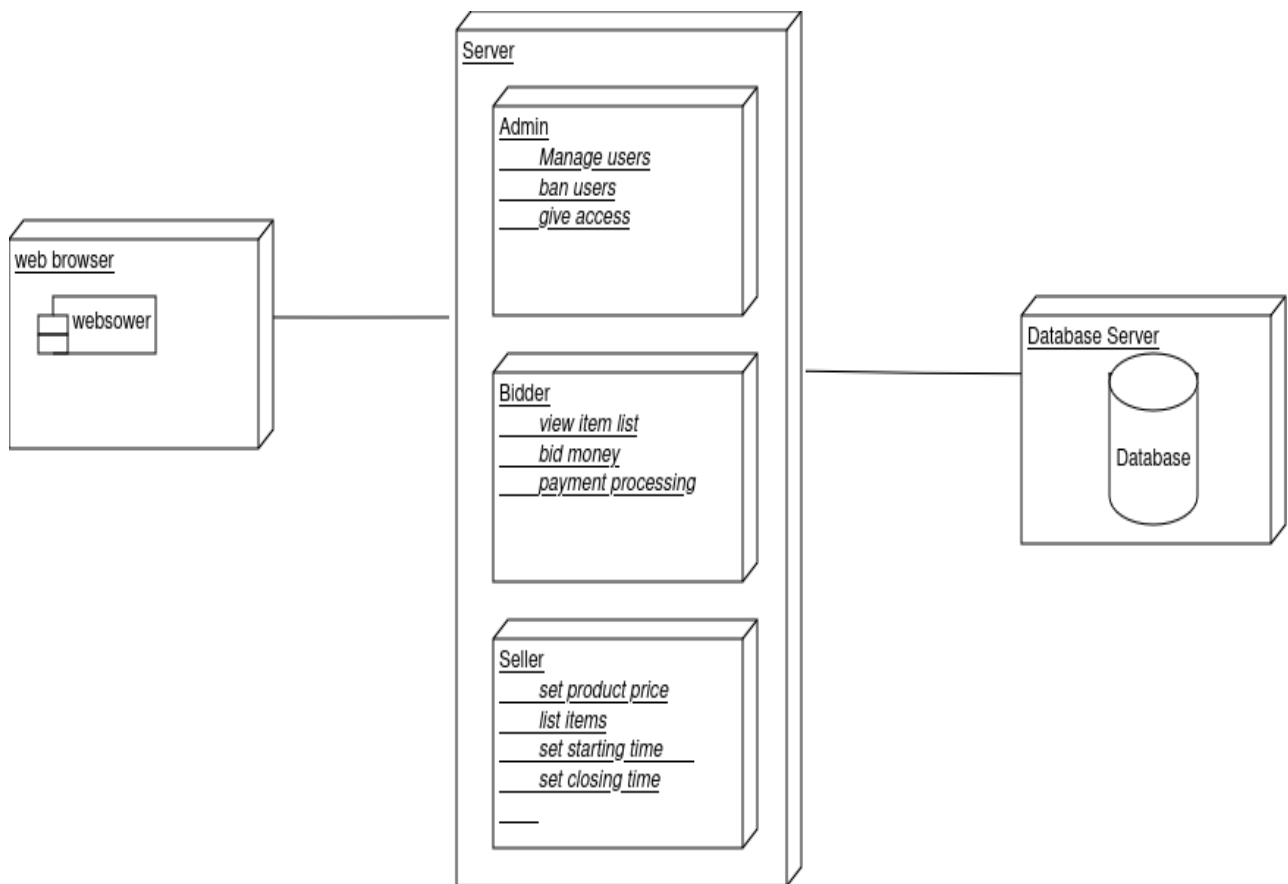 Server
Admin
Manage users
ban users
give access
web browser
websower
Database Server
Bidder
view item list
bid money
payment processing
Database
Seller
set product price
list items
set starting time
set closing time